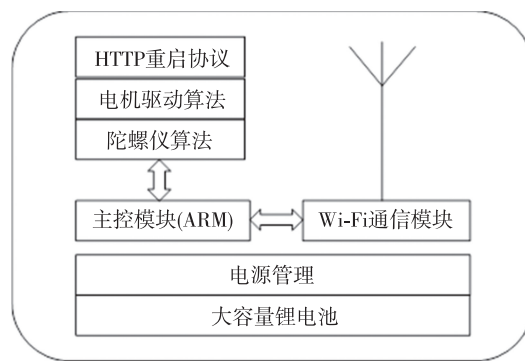 HTTP重启协议
电机驱动算法
陀螺仪算法
主控模块(ARM)
Wi-Fi通信模块
电源管理
大容量锂电池